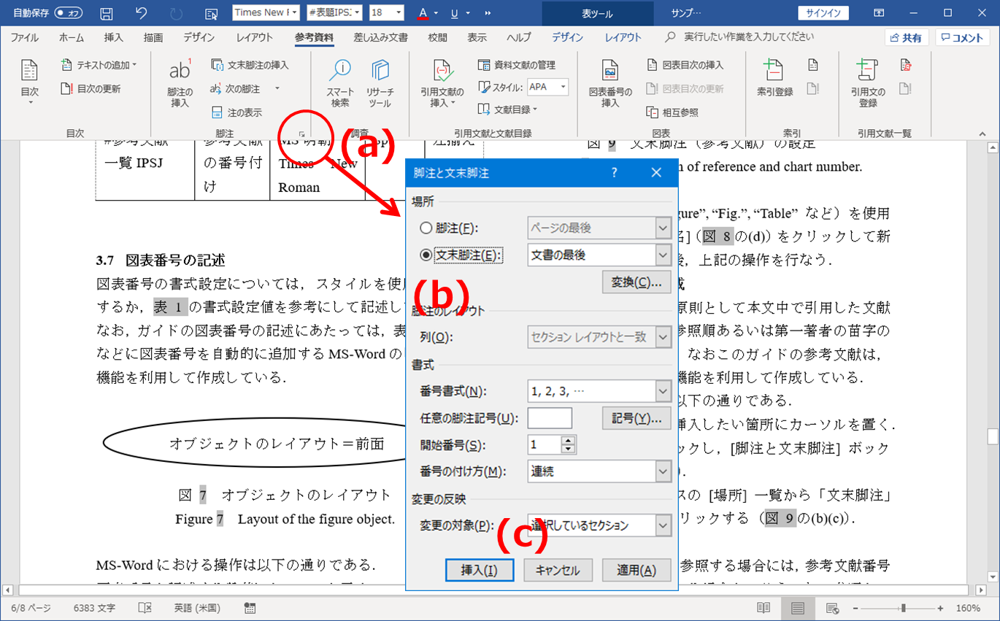 自動保存 オフ Times New F #表題IPSJ 18 A U 表ツール サンプ… サインイン
ファイル ホーム 挿入 描画 デザイン レイアウト 参考資料 差し込み文書 校閲 表示 ヘルプ デザイン レイアウト 実行したい作業を入力してください 共有 コメント
目次
テキストの追加
目次の更新
目次
ab1
脚注の
挿入
文末脚注の挿入
次の脚注
注の表示
脚注
スマート
検索
リサーチ
ツール
調査
引用文献の
挿入
資料文献の管理
スタイル: APA
文献目録
引用文献と文献目録
図表番号の
挿入
図表目次の挿入
図表目次の更新
相互参照
図表
索引登録
索引
引用文の
登録
引用文献一覧
(a)
#参考文献
一覧 IPSJ
参考文献
の番号付
け
MS 明朝
Times New
Roman
左揃え
3.7 図表番号の記述
図表番号の書式設定については，スタイルを使
するか，表 1 の書式設定値を参考にして記述し
なお，ガイドの図表番号の記述にあたっては，表
などに図表番号を自動的に追加する MS-Word の
機能を利用して作成している．
オブジェクトのレイアウト＝前面
図 7 オブジェクトのレイアウト
Figure 7 Layout of the figure object.
MS-Word における操作は以下の通りである．
図 9 文末脚注（参考文献）の設定
n of reference and chart number.
gure”, “Fig.”, “Table” など）を使用
名]（図 8 の(d)）をクリックして新
後，上記の操作を行なう．
成
原則として本文中で引用した文献
参照順あるいは第一著者の苗字の
なおこのガイドの参考文献は，
機能を利用して作成している．
以下の通りである．
挿入したい箇所にカーソルを置く．
ックし，[脚注と文末脚注] ボック
)．
スの [場所] 一覧から「文末脚注」
リックする（図 9 の(b)(c)）．
参照する場合には，参考文献番号
脚注と文末脚注 ?
場所
脚注(F): ページの最後
文末脚注(E): 文書の最後
変換(C)...
(b)
脚注のレイアウト
列(O): セクション レイアウトと一致
書式
番号書式(N): 1, 2, 3, …
任意の脚注記号(U): 記号(Y)...
開始番号(S): 1
番号の付け方(M): 連続
変更の反映
変更の対象(P): 選択しているセクション
(c)
挿入(I) キャンセル 適用(A)
6/8 ページ 6383 文字 英語 (米国) 160%